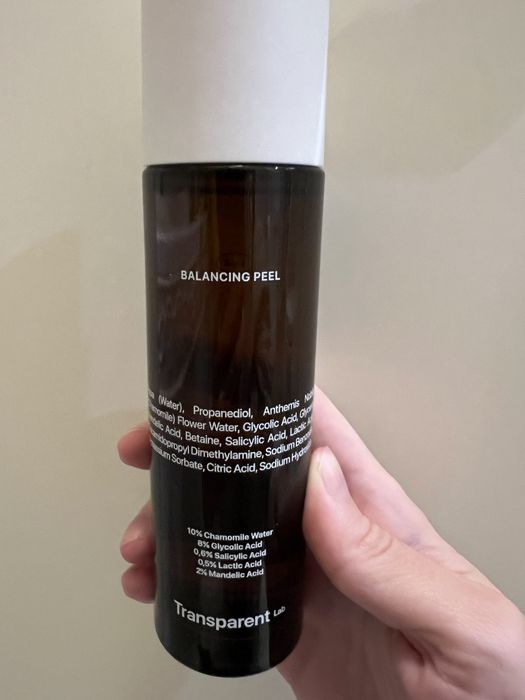 BALANCING PEEL
(Water), Propanediol, Anthemis
Flower Water, Glycolic Acid,
Acid, Betaine, Salicylic Acid, Lactic
Dimethylamine, Sodium
Sorbate, Citric Acid, Sodium
10% Chamomile Water
8% Glycolic Acid
0,6% Salicylic Acid
0,5% Lactic Acid
2% Mandelic Acid
Transparent Lab